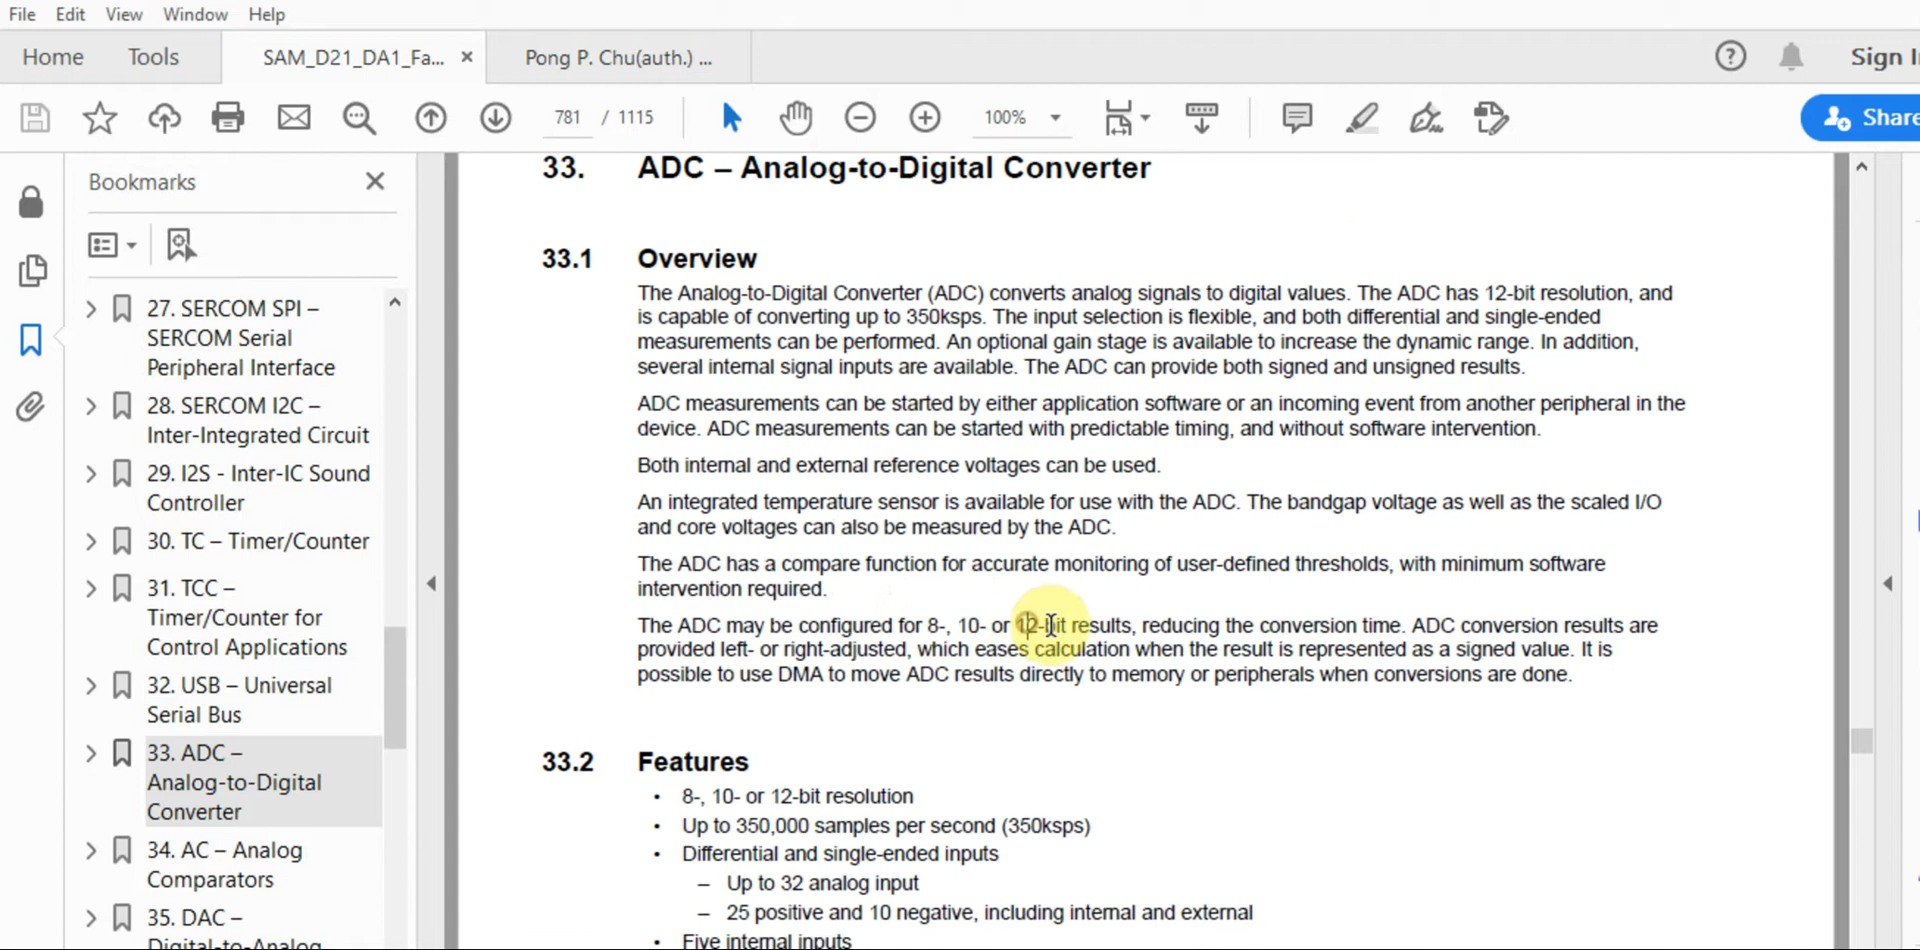 File Edit View Window Help
Home Tools SAM_D21_DA1_Fa... × Pong P. Chu(auth.) ...
781 / 1115 100% Share
Bookmarks
27. SERCOM SPI –
SERCOM Serial
Peripheral Interface
28. SERCOM I2C –
Inter-Integrated Circuit
29. I2S - Inter-IC Sound
Controller
30. TC – Timer/Counter
31. TCC –
Timer/Counter for
Control Applications
32. USB – Universal
Serial Bus
33. ADC –
Analog-to-Digital
Converter
34. AC – Analog
Comparators
35. DAC –
Digital-to-Analog
33. ADC – Analog-to-Digital Converter
33.1 Overview
The Analog-to-Digital Converter (ADC) converts analog signals to digital values. The ADC has 12-bit resolution, and
is capable of converting up to 350ksps. The input selection is flexible, and both differential and single-ended
measurements can be performed. An optional gain stage is available to increase the dynamic range. In addition,
several internal signal inputs are available. The ADC can provide both signed and unsigned results.
ADC measurements can be started by either application software or an incoming event from another peripheral in the
device. ADC measurements can be started with predictable timing, and without software intervention.
Both internal and external reference voltages can be used.
An integrated temperature sensor is available for use with the ADC. The bandgap voltage as well as the scaled I/O
and core voltages can also be measured by the ADC.
The ADC has a compare function for accurate monitoring of user-defined thresholds, with minimum software
intervention required.
The ADC may be configured for 8-, 10- or 12-bit results, reducing the conversion time. ADC conversion results are
provided left- or right-adjusted, which eases calculation when the result is represented as a signed value. It is
possible to use DMA to move ADC results directly to memory or peripherals when conversions are done.
33.2 Features
• 8-, 10- or 12-bit resolution
• Up to 350,000 samples per second (350ksps)
• Differential and single-ended inputs
– Up to 32 analog input
– 25 positive and 10 negative, including internal and external
• Five internal inputs